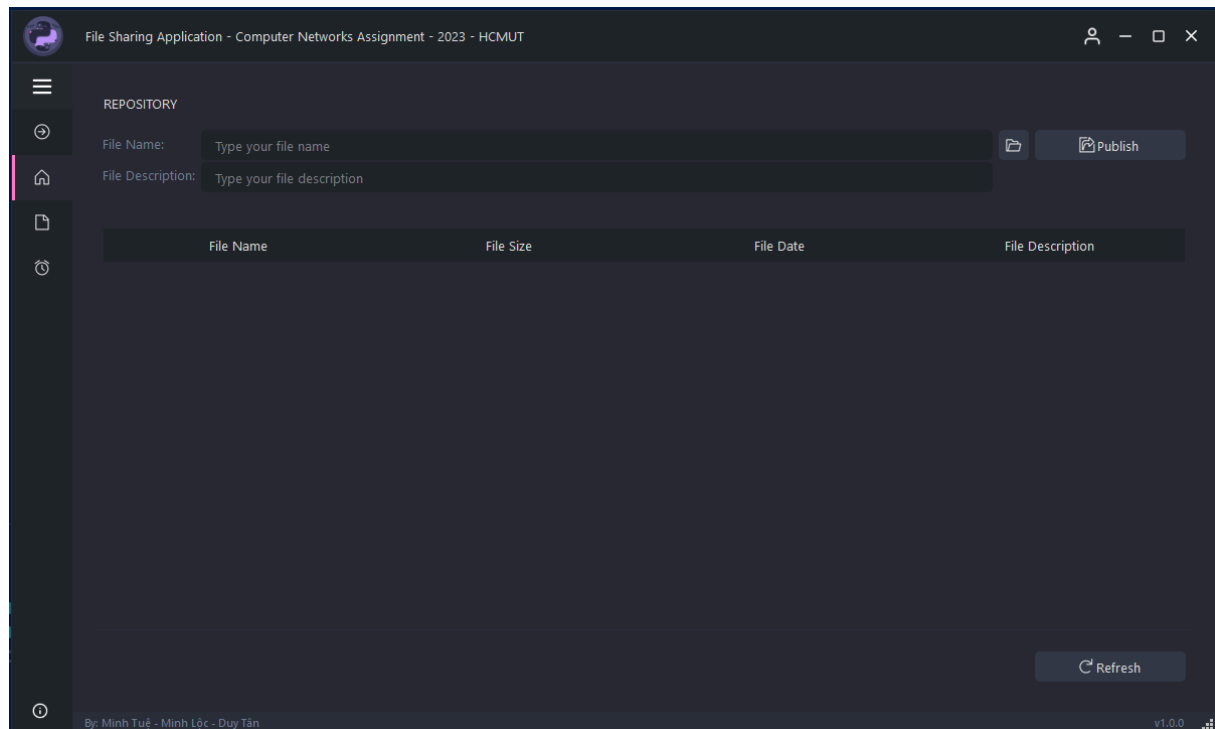 File Sharing Application - Computer Networks Assignment - 2023 - HCMUT
REPOSITORY
File Name: Type your file name Publish
File Description: Type your file description
File Name File Size File Date File Description
Refresh
By: Minh Tuệ - Minh Lộc - Duy Tân v1.0.0